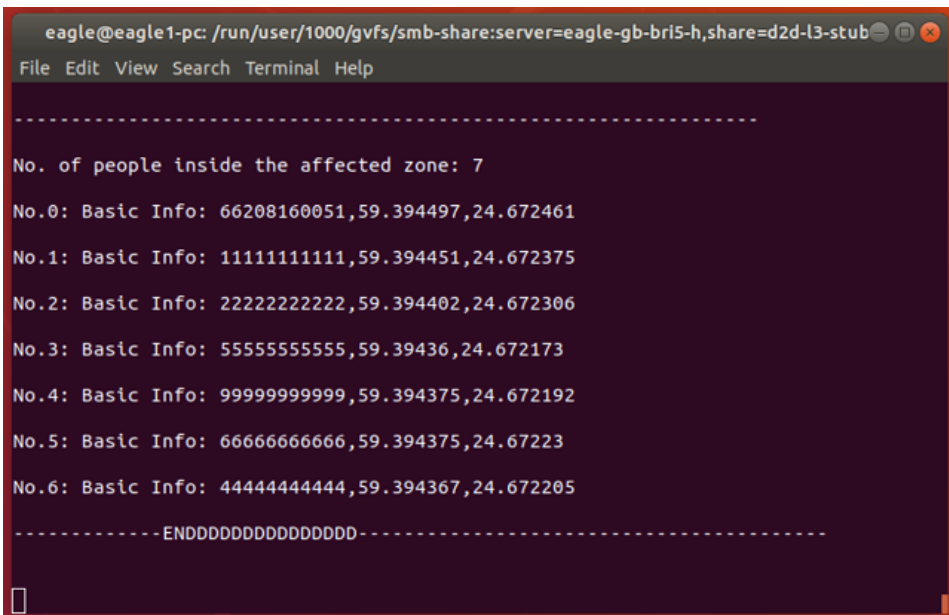 eagle@eagle1-pc: /run/user/1000/gvfs/smb-share:server=eagle-gb-bri5-h,share=d2d-l3-stub
File Edit View Search Terminal Help
-----------------------------------------------------------------
No. of people inside the affected zone: 7
No.0: Basic Info: 66208160051,59.394497,24.672461
No.1: Basic Info: 11111111111,59.394451,24.672375
No.2: Basic Info: 22222222222,59.394402,24.672306
No.3: Basic Info: 55555555555,59.39436,24.672173
No.4: Basic Info: 99999999999,59.394375,24.672192
No.5: Basic Info: 66666666666,59.394375,24.67223
No.6: Basic Info: 44444444444,59.394367,24.672205
-------------ENDDDDDDDDDDDDDDD-----------------------------------------